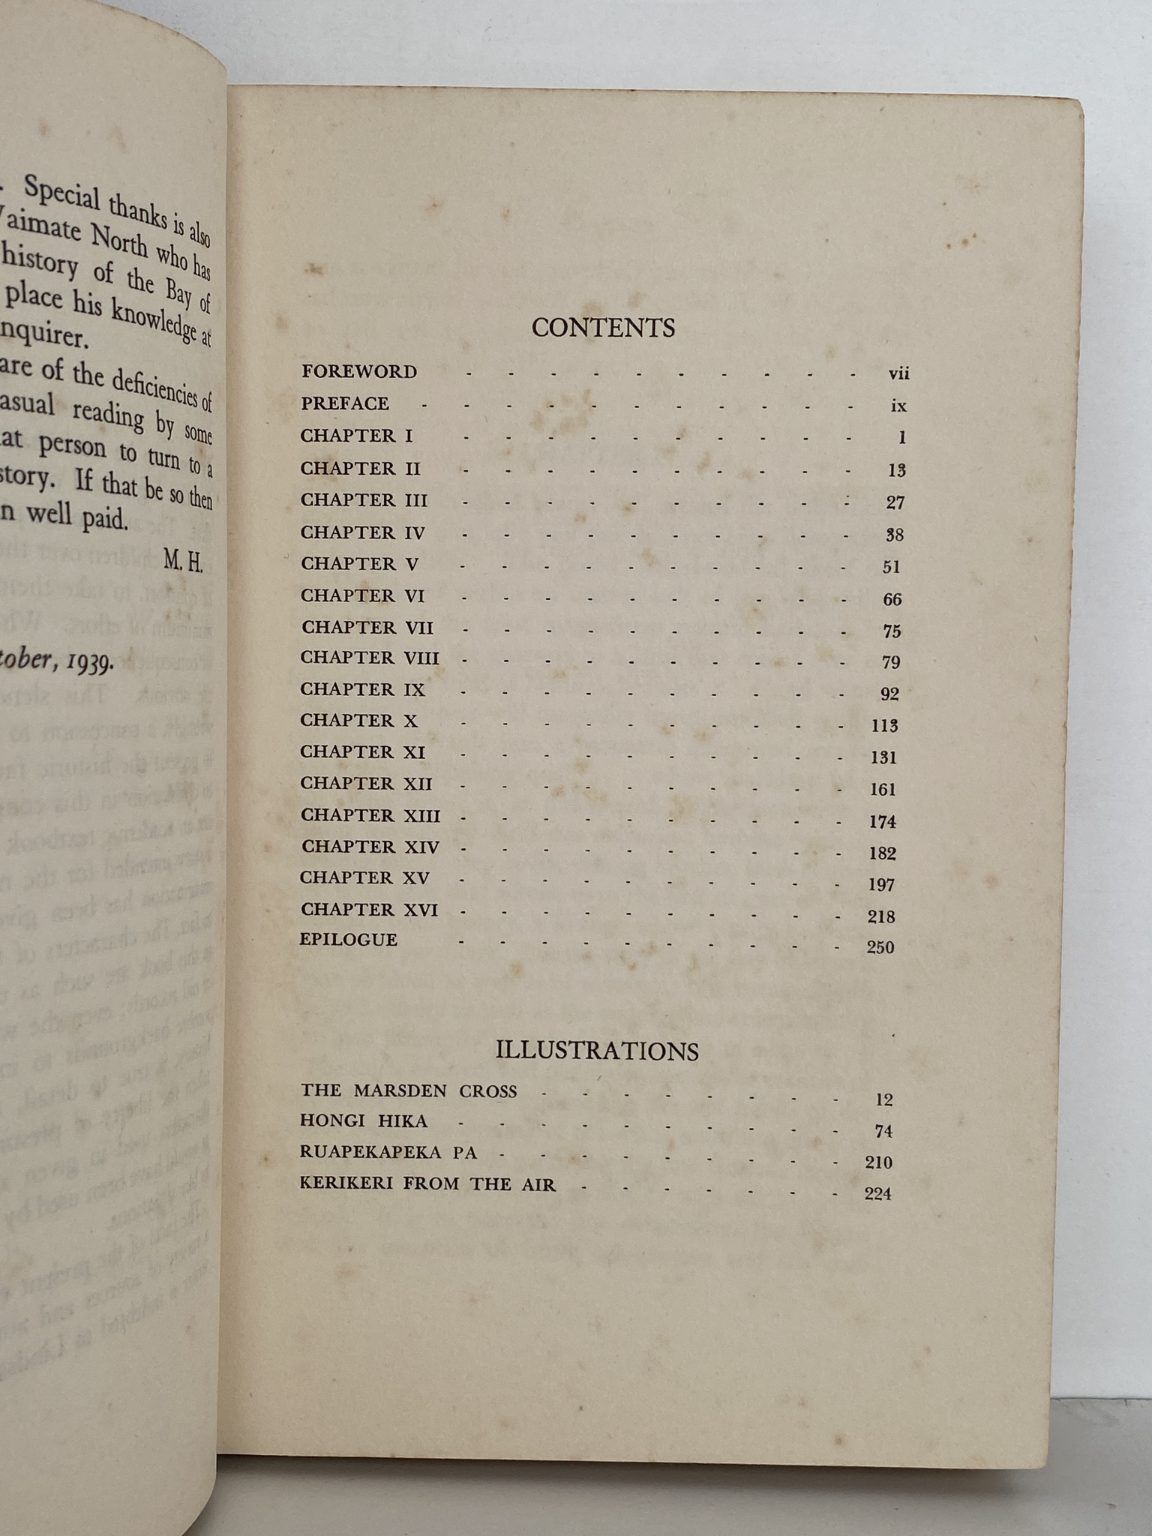 . Special thanks is also
Waimate North who has
history of the Bay of
place his knowledge at
nquirer.
are of the deficiencies of
asual reading by some
at person to turn to a
story. If that be so then
n well paid.
M. H.
tober, 1939.
CONTENTS
FOREWORD - - - - - - - - - - vii
PREFACE - - - - - - - - - - - ix
CHAPTER I - - - - - - - - - - 1
CHAPTER II - - - - - - - - - - 13
CHAPTER III - - - - - - - - - - 27
CHAPTER IV - - - - - - - - - - 38
CHAPTER V - - - - - - - - - - 51
CHAPTER VI - - - - - - - - - - 66
CHAPTER VII - - - - - - - - - - 75
CHAPTER VIII - - - - - - - - - - 79
CHAPTER IX - - - - - - - - - - 92
CHAPTER X - - - - - - - - - - 113
CHAPTER XI - - - - - - - - - - 131
CHAPTER XII - - - - - - - - - - 161
CHAPTER XIII - - - - - - - - - - 174
CHAPTER XIV - - - - - - - - - - 182
CHAPTER XV - - - - - - - - - - 197
CHAPTER XVI - - - - - - - - - - 218
EPILOGUE - - - - - - - - - - 250
ILLUSTRATIONS
THE MARSDEN CROSS - - - - - - - - 12
HONGI HIKA - - - - - - - - - - 74
RUAPEKAPEKA PA - - - - - - - - - 210
KERIKERI FROM THE AIR - - - - - - - 224